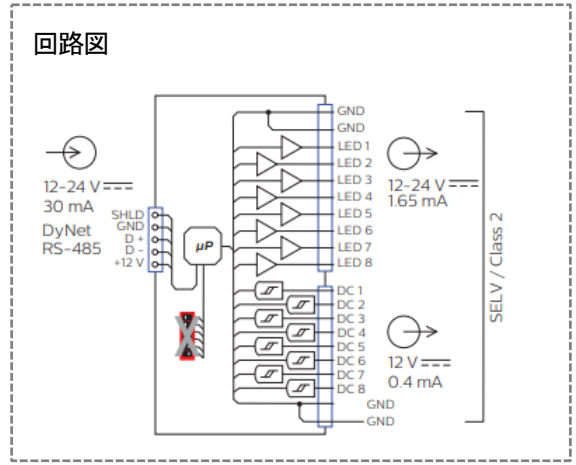 回路図
12-24 V
30 mA
DyNet
RS-485
SHLD
GND
D +
D -
+12 V
µP
GND
GND
LED 1
LED 2
LED 3
LED 4
LED 5
LED 6
LED 7
LED 8
12-24 V
1.65 mA
DC 1
DC 2
DC 3
DC 4
DC 5
DC 6
DC 7
DC 8
GND
GND
12 V
0.4 mA
SELV / Class 2